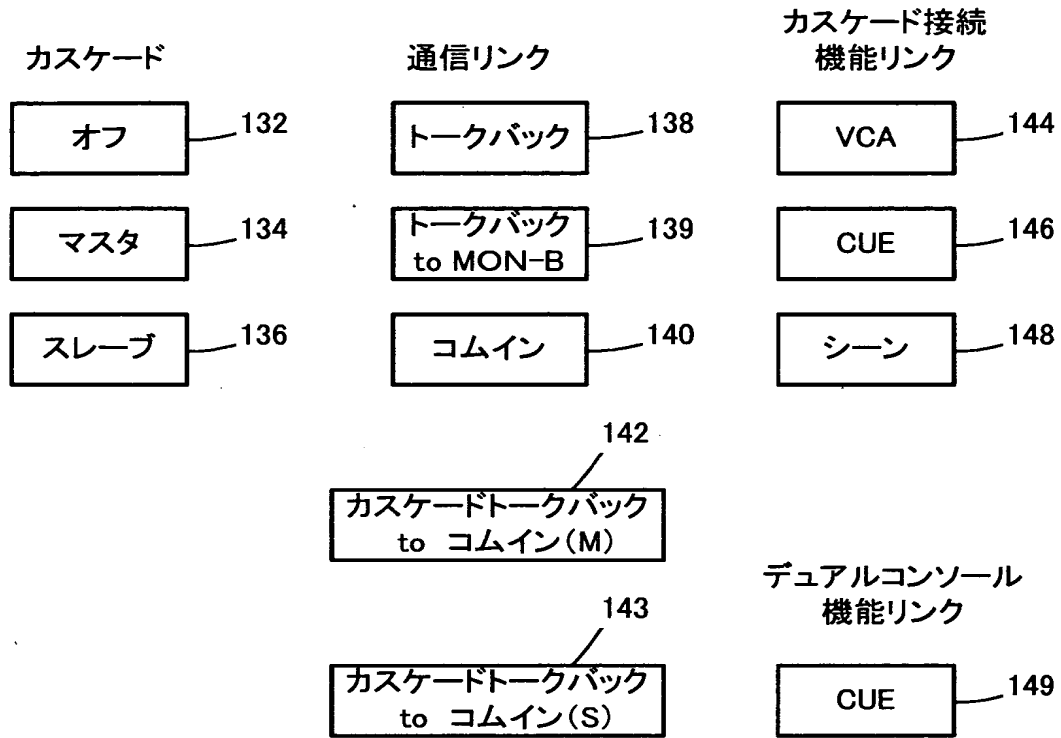 カスケード
オフ
132
マスタ
134
スレーブ
136
通信リンク
トークバック
138
トークバック
to MON-B
139
コムイン
140
142
カスケードトークバック
to コムイン(M)
143
カスケードトークバック
to コムイン(S)
カスケード接続
機能リンク
VCA
144
CUE
146
シーン
148
デュアルコンソール
機能リンク
CUE
149